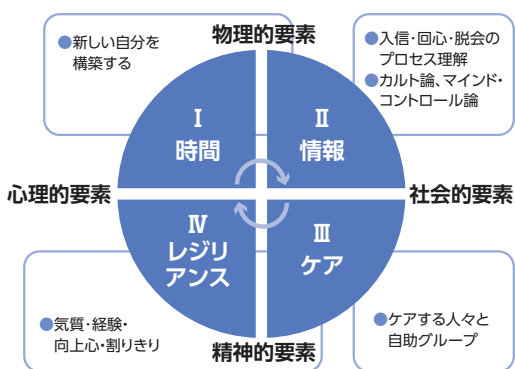 物理的要素
●新しい自分を
構築する
●入信・回心・脱会の
プロセス理解
●カルト論、マインド・
コントロール論
Ⅰ
時間
Ⅱ
情報
心理的要素
社会的要素
Ⅳ
レジリ
アンス
Ⅲ
ケア
●気質・経験・
向上心・割りきり
●ケアする人々と
自助グループ
精神的要素